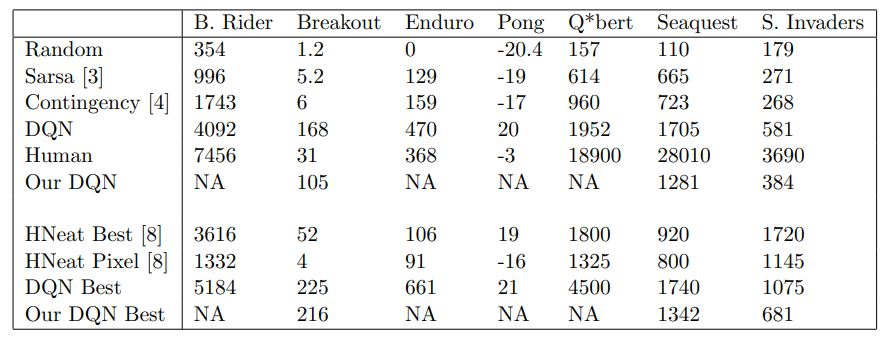 B. Rider Breakout Enduro Pong Q*bert Seaquest S. Invaders
Random 354 1.2 0 -20.4 157 110 179
Sarsa [3] 996 5.2 129 -19 614 665 271
Contingency [4] 1743 6 159 -17 960 723 268
DQN 4092 168 470 20 1952 1705 581
Human 7456 31 368 -3 18900 28010 3690
Our DQN NA 105 NA NA NA 1281 384
HNeat Best [8] 3616 52 106 19 1800 920 1720
HNeat Pixel [8] 1332 4 91 -16 1325 800 1145
DQN Best 5184 225 661 21 4500 1740 1075
Our DQN Best NA 216 NA NA NA 1342 681